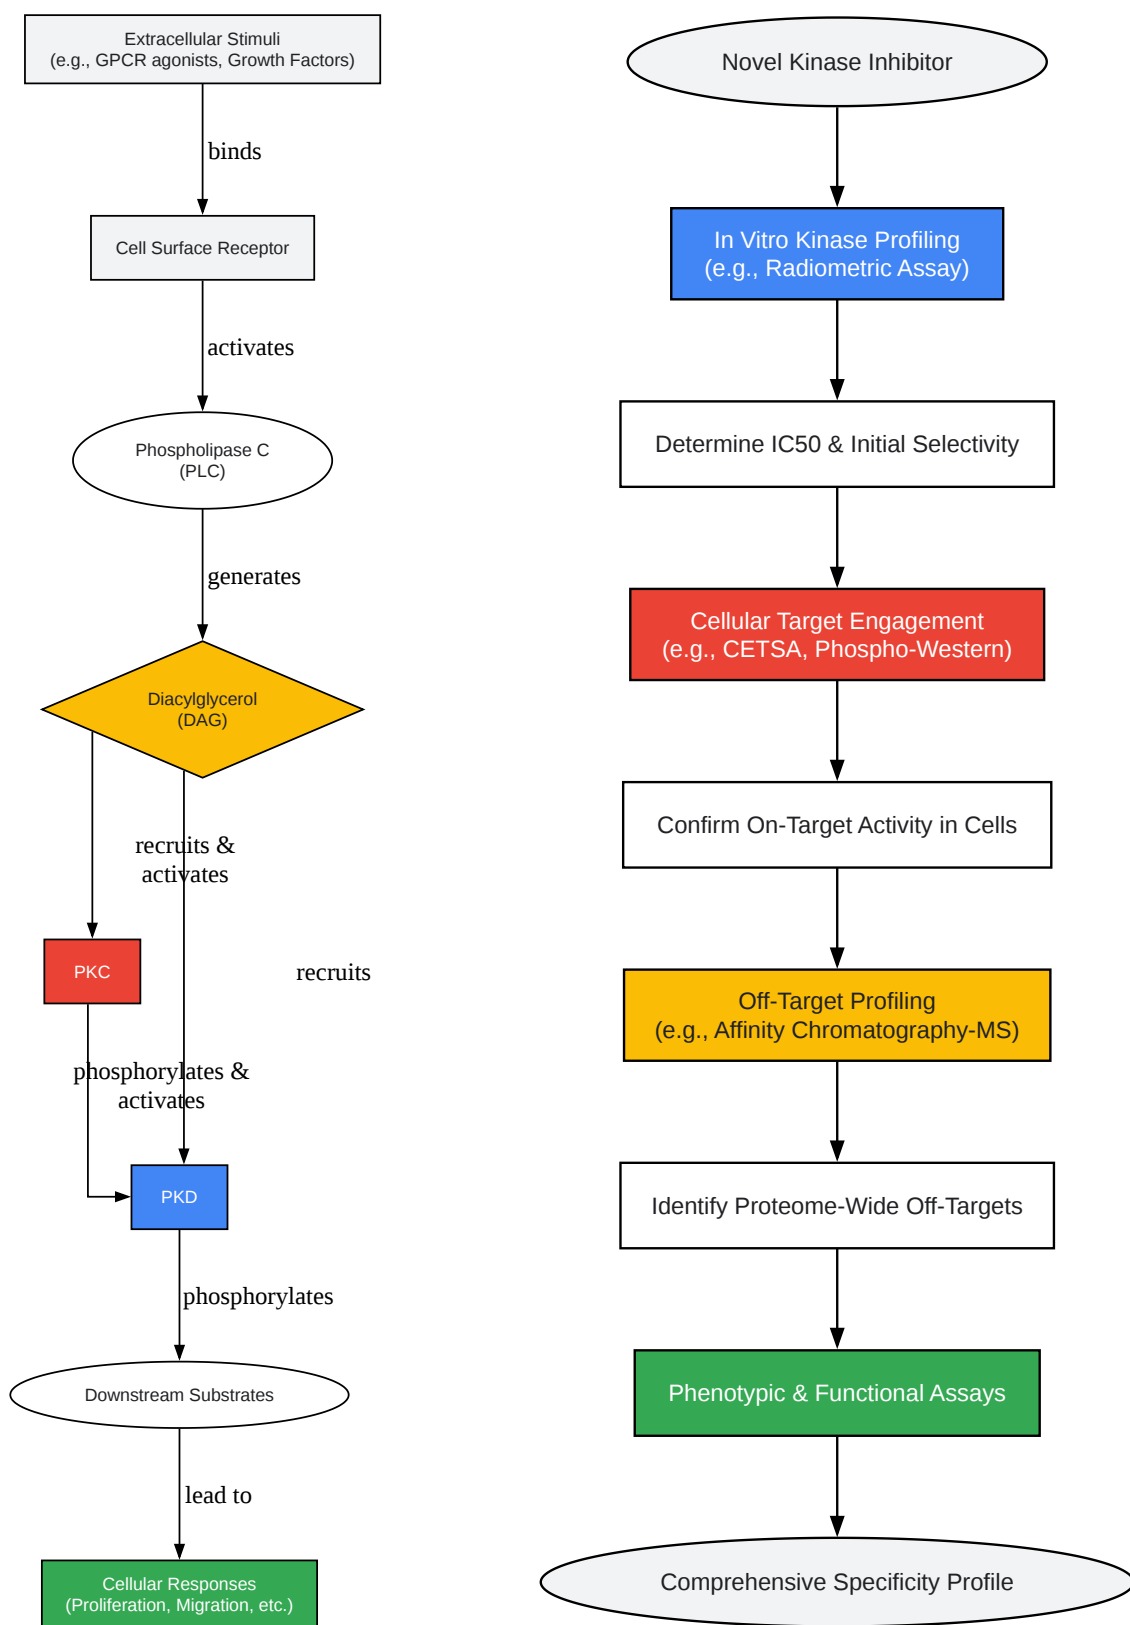 Extracellular Stimuli
(e.g., GPCR agonists, Growth Factors)
binds
Cell Surface Receptor
activates
Phospholipase C
(PLC)
generates
Diacylglycerol
(DAG)
recruits &
activates
PKC
recruits
phosphorylates &
activates
PKD
phosphorylates
Downstream Substrates
lead to
Cellular Responses
(Proliferation, Migration, etc.)
Novel Kinase Inhibitor
In Vitro Kinase Profiling
(e.g., Radiometric Assay)
Determine IC50 & Initial Selectivity
Cellular Target Engagement
(e.g., CETSA, Phospho-Western)
Confirm On-Target Activity in Cells
Off-Target Profiling
(e.g., Affinity Chromatography-MS)
Identify Proteome-Wide Off-Targets
Phenotypic & Functional Assays
Comprehensive Specificity Profile